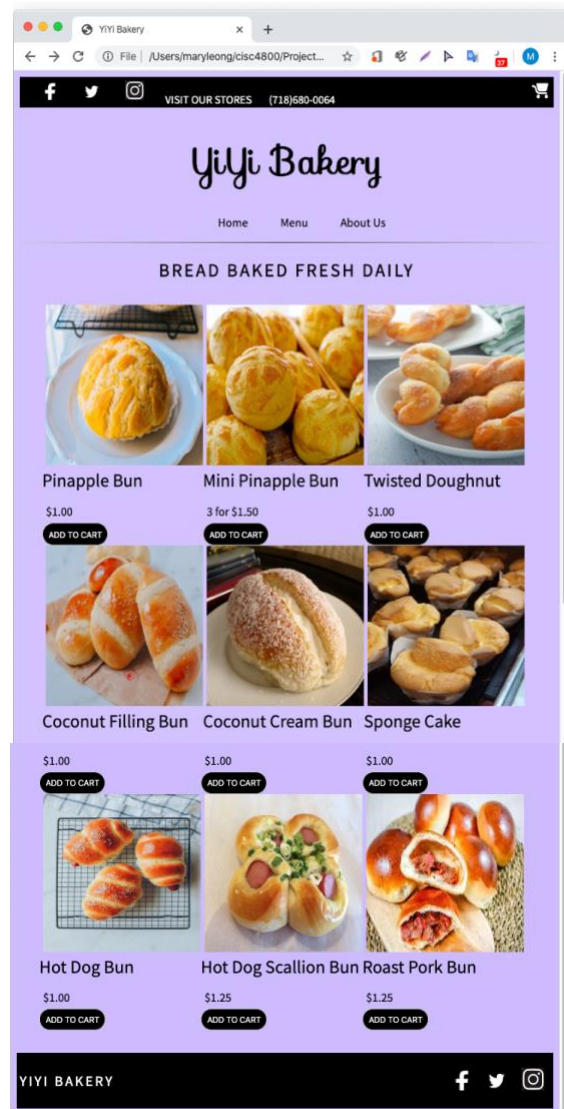 YiYi Bakery
File | /Users/maryleong/cisc4800/Project...
37
M
VISIT OUR STORES (718)680-0064
YiYi Bakery
Home Menu About Us
BREAD BAKED FRESH DAILY
Pinapple Bun Mini Pinapple Bun Twisted Doughnut
$1.00 3 for $1.50 $1.00
ADD TO CART ADD TO CART ADD TO CART
Coconut Filling Bun Coconut Cream Bun Sponge Cake
$1.00 $1.00 $1.00
ADD TO CART ADD TO CART ADD TO CART
Hot Dog Bun Hot Dog Scallion Bun Roast Pork Bun
$1.00 $1.25 $1.25
ADD TO CART ADD TO CART ADD TO CART
YIYI BAKERY